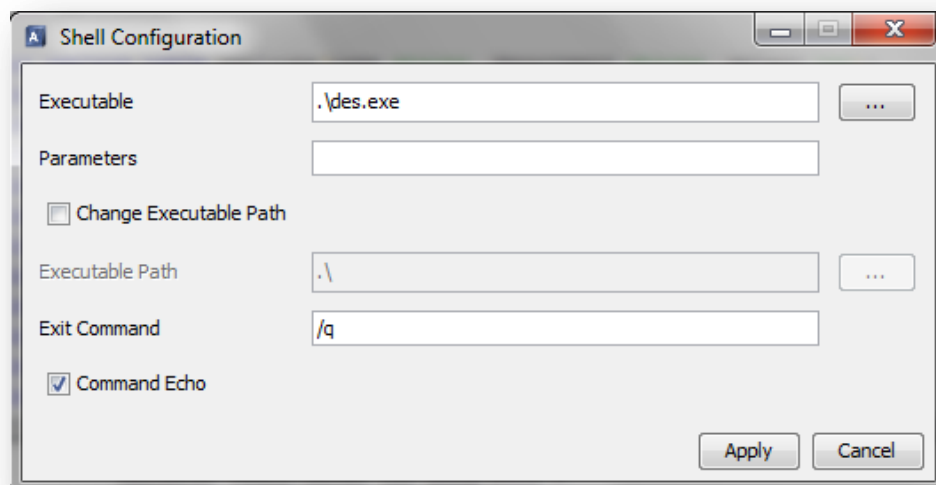 A Shell Configuration
Executable .\des.exe ...
Parameters
Change Executable Path
Executable Path .\ ...
Exit Command /q
Command Echo
Apply Cancel